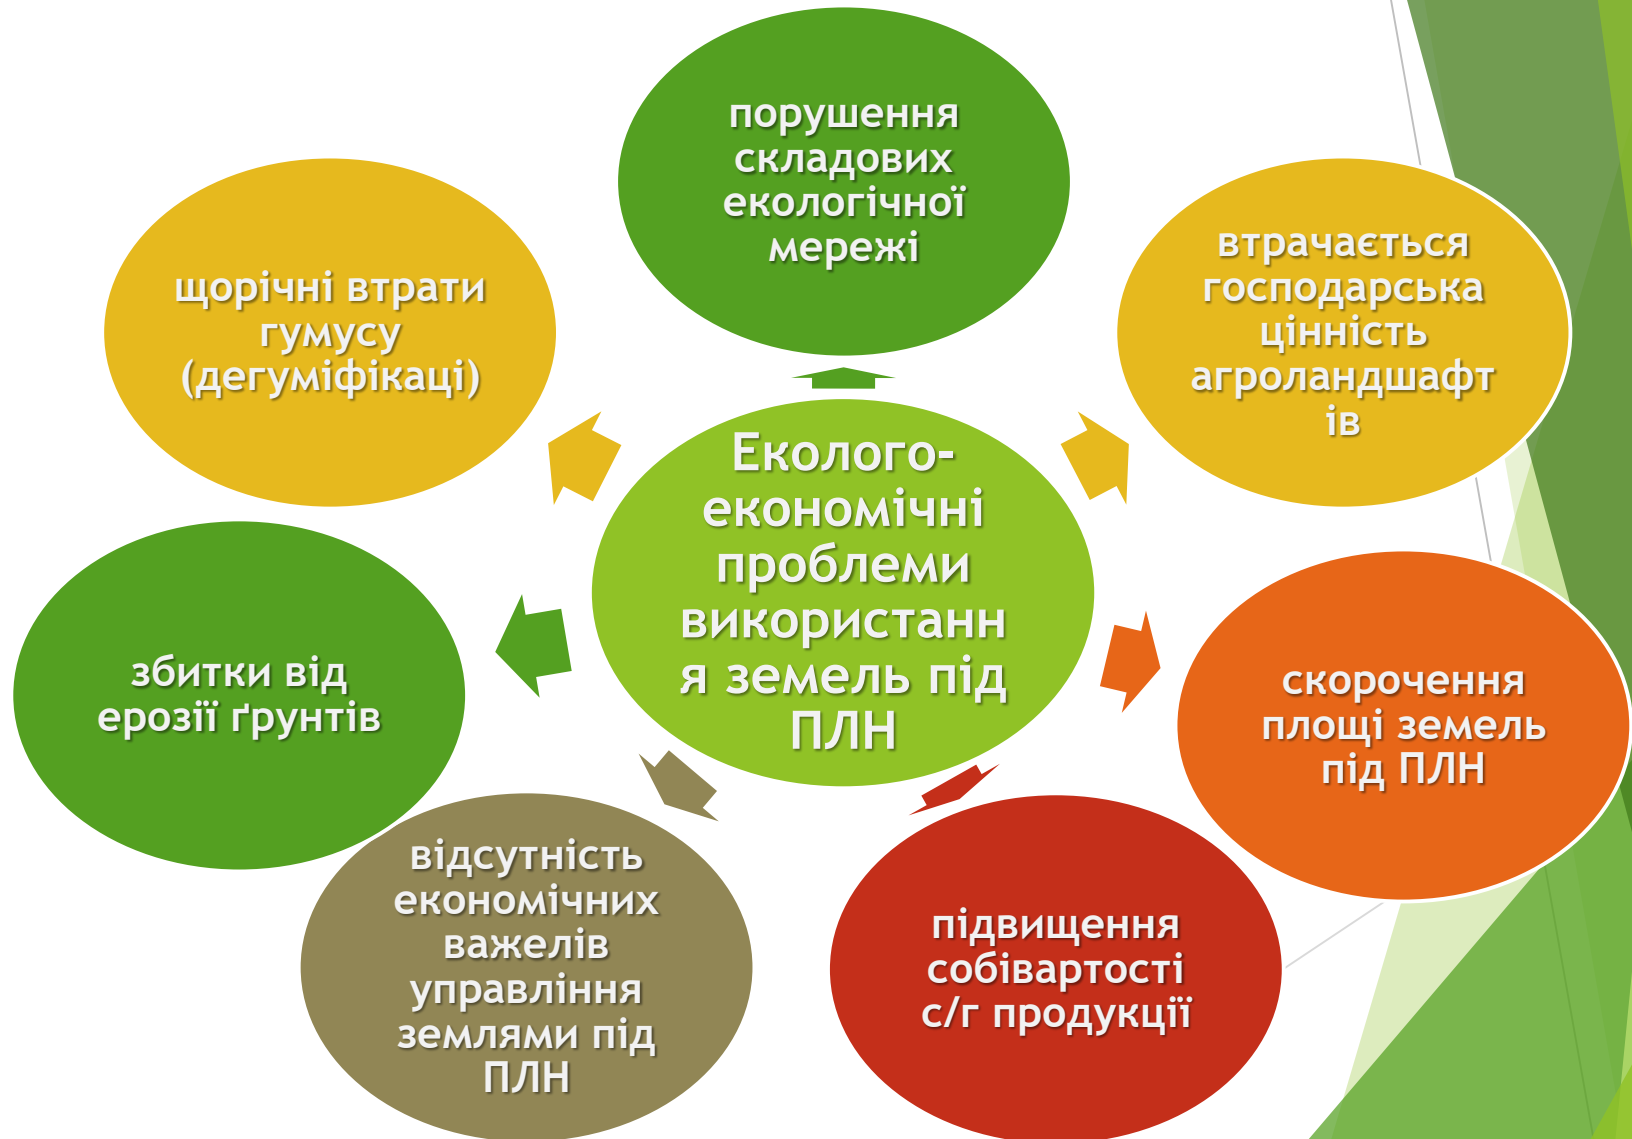 порушення
складових
екологічної
мережі
втрачається
господарська
цінність
агроландшафт
ів
скорочення
площі земель
під ПЛН
підвищення
собівартості
с/г продукції
відсутність
економічних
важелів
управління
землями під
ПЛН
збитки від
ерозії ґрунтів
щорічні втрати
гумусу
(дегуміфікаці)
Еколого-
економічні
проблеми
використанн
я земель під
ПЛН